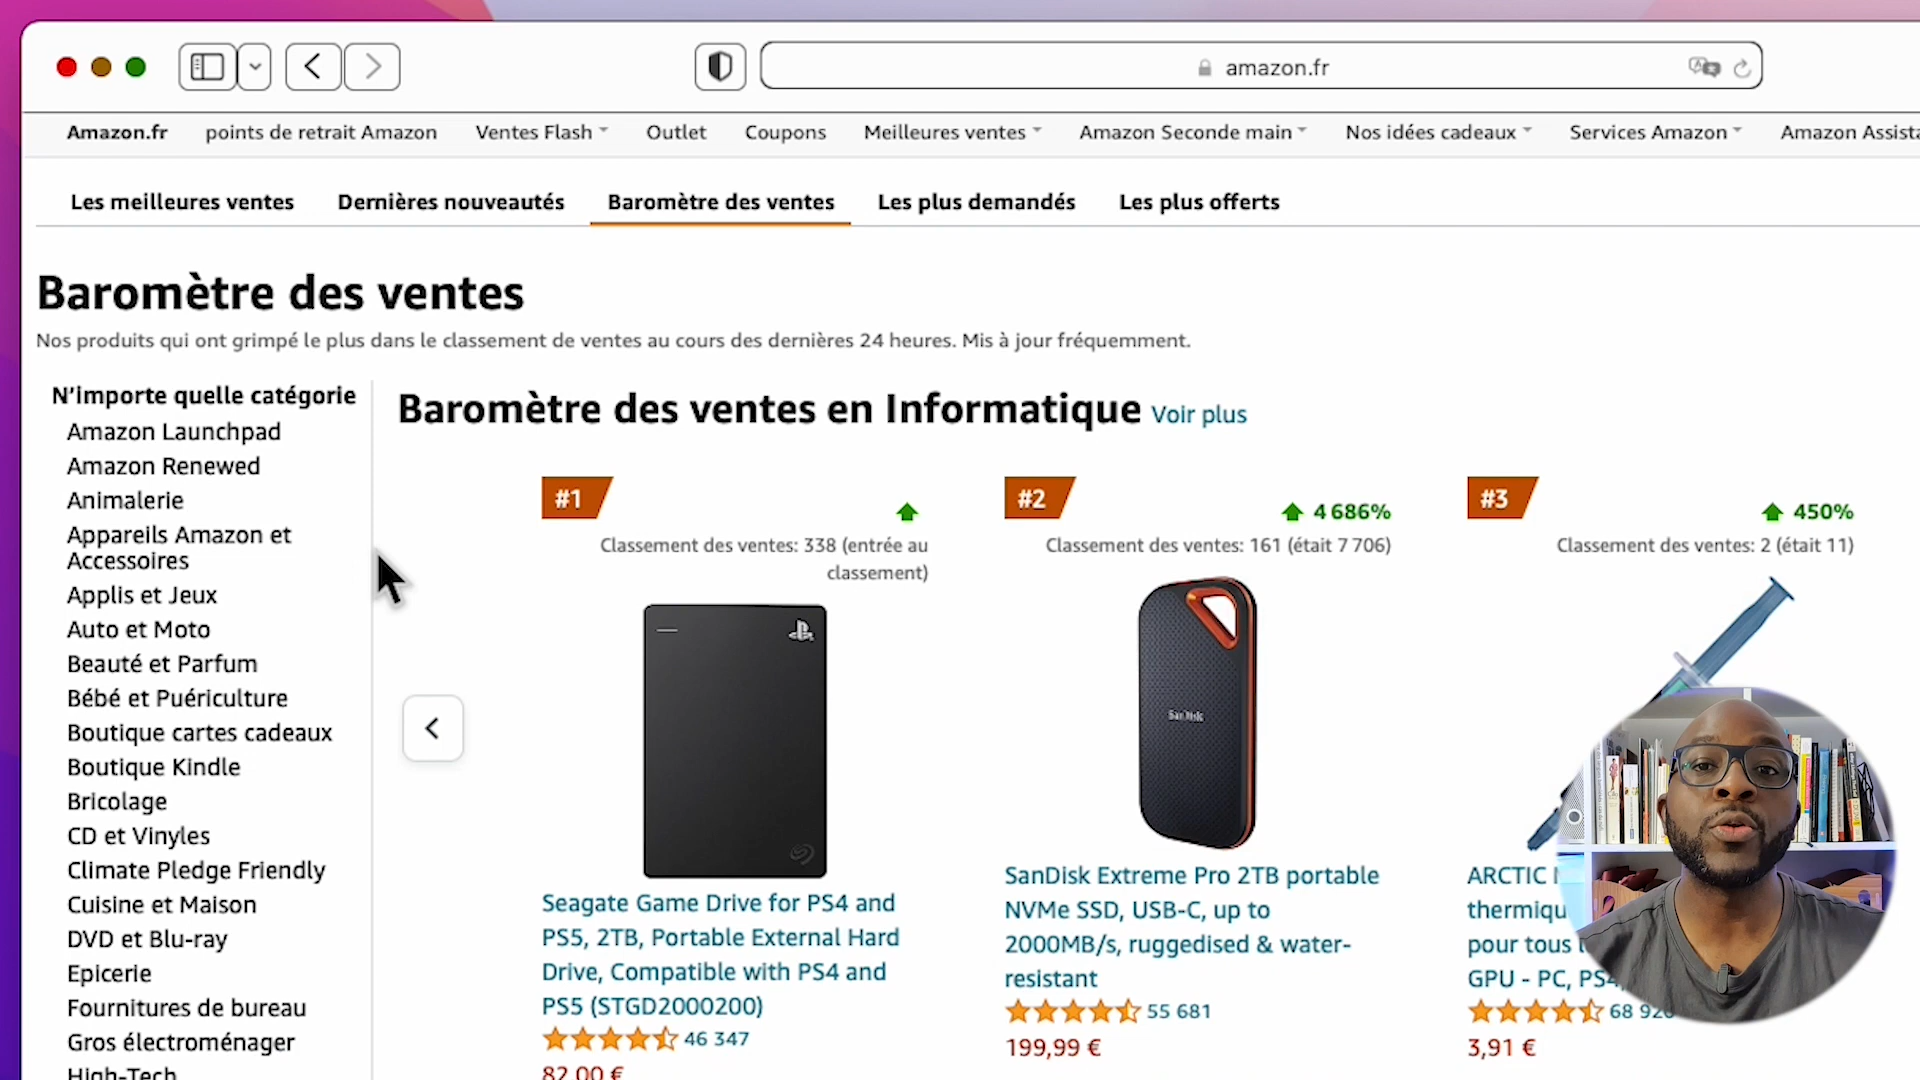 amazon.fr
Amazon.fr points de retrait Amazon Ventes Flash Outlet Coupons Meilleures ventes Amazon Seconde main Nos idées cadeaux Services Amazon Amazon
Les meilleures ventes Dernières nouveautés Baromètre des ventes Les plus demandés Les plus offerts
Baromètre des ventes
Nos produits qui ont grimpé le plus dans le classement de ventes au cours des dernières 24 heures. Mis à jour fréquemment.
N'importe quelle catégorie
Amazon Launchpad
Amazon Renewed
Animalerie
Appareils Amazon et
Accessoires
Applis et Jeux
Auto et Moto
Beauté et Parfum
Bébé et Puériculture
Boutique cartes cadeaux
Boutique Kindle
Bricolage
CD et Vinyles
Climate Pledge Friendly
Cuisine et Maison
DVD et Blu-ray
Epicerie
Fournitures de bureau
Gros électroménager
High-Tech
Baromètre des ventes en Informatique Voir plus
#1
Classement des ventes: 338 (entrée au
classement)
Seagate Game Drive for PS4 and
PS5, 2TB, Portable External Hard
Drive, Compatible with PS4 and
PS5 (STGD2000200)
46 347
82,00 €
#2
4 686%
Classement des ventes: 161 (était 7 706)
SanDisk
SanDisk Extreme Pro 2TB portable
NVMe SSD, USB-C, up to
2000MB/s, ruggedised & water-
resistant
55 681
199,99 €
#3
450%
Classement des ventes: 2 (était 11)
ARCTIC
pour tous
GPU - PC, PS4,
3,91 €